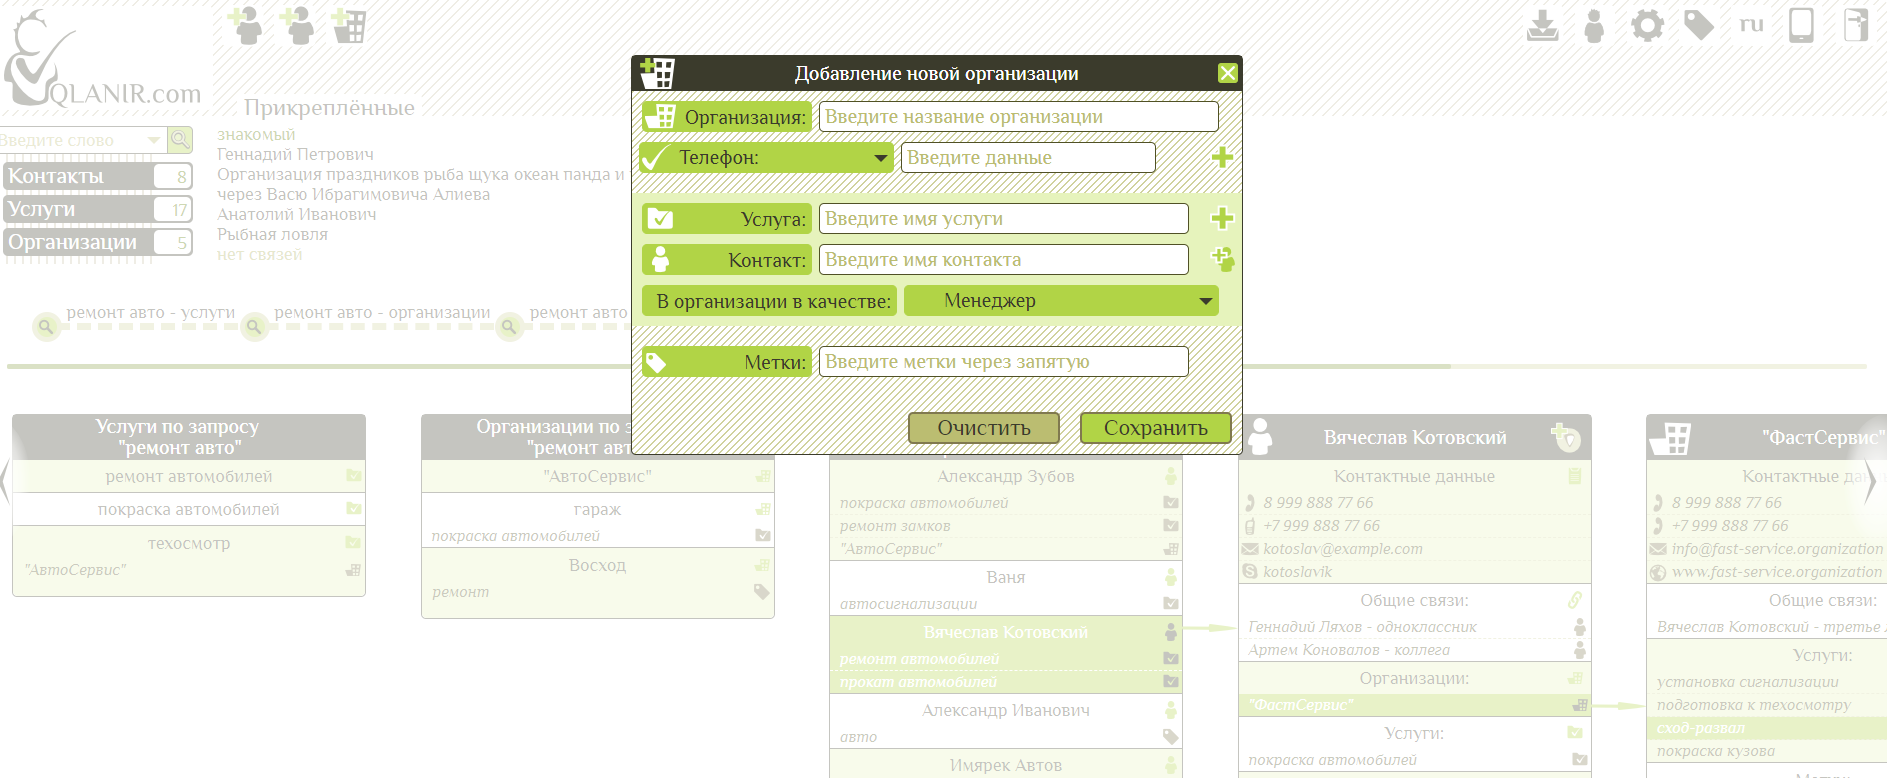 ru
QLANIR.com
Добавление новой организации
Прикреплённые
Введите слово
знакомый
Геннадий Петрович
Организация праздников рыба щука океан панда и
через Васю Ибрагимовича Алиева
Анатолий Иванович
Рыбная ловля
нет связей
Контакты 8
Услуги 17
Организации 5
Организация: Введите название организации
Телефон: Введите данные
Услуга: Введите имя услуги
Контакт: Введите имя контакта
В организации в качестве: Менеджер
Метки: Введите метки через запятую
Очистить Сохранить
ремонт авто - услуги ремонт авто - организации ремонт авто
Услуги по запросу
"ремонт авто"
ремонт автомобилей
покраска автомобилей
техосмотр
"АвтоСервис"
Организации по
"ремонт авт
"АвтоСервис"
гараж
покраска автомобилей
Восход
ремонт
Александр Зубов
покраска автомобилей
ремонт замков
"АвтоСервис"
Ваня
автосигнализации
Вячеслав Котовский
ремонт автомобилей
прокат автомобилей
Александр Иванович
авто
Имярек Автов
Вячеслав Котовский
Контактные данные
8 999 888 77 66
+7 999 888 77 66
kotoslav@example.com
kotoslavik
Общие связи:
Геннадий Ляхов - одноклассник
Артем Коновалов - коллега
Организации:
"ФастСервис"
Услуги:
покраска автомобилей
"ФастСервис"
Контактные
8 999 888 77 66
+7 999 888 77 66
info@fast-service.organization
www.fast-service.organization
Общие связи:
Вячеслав Котовский - третье
Услуги:
установка сигнализации
подготовка к техосмотру
сход-развал
покраска кузова